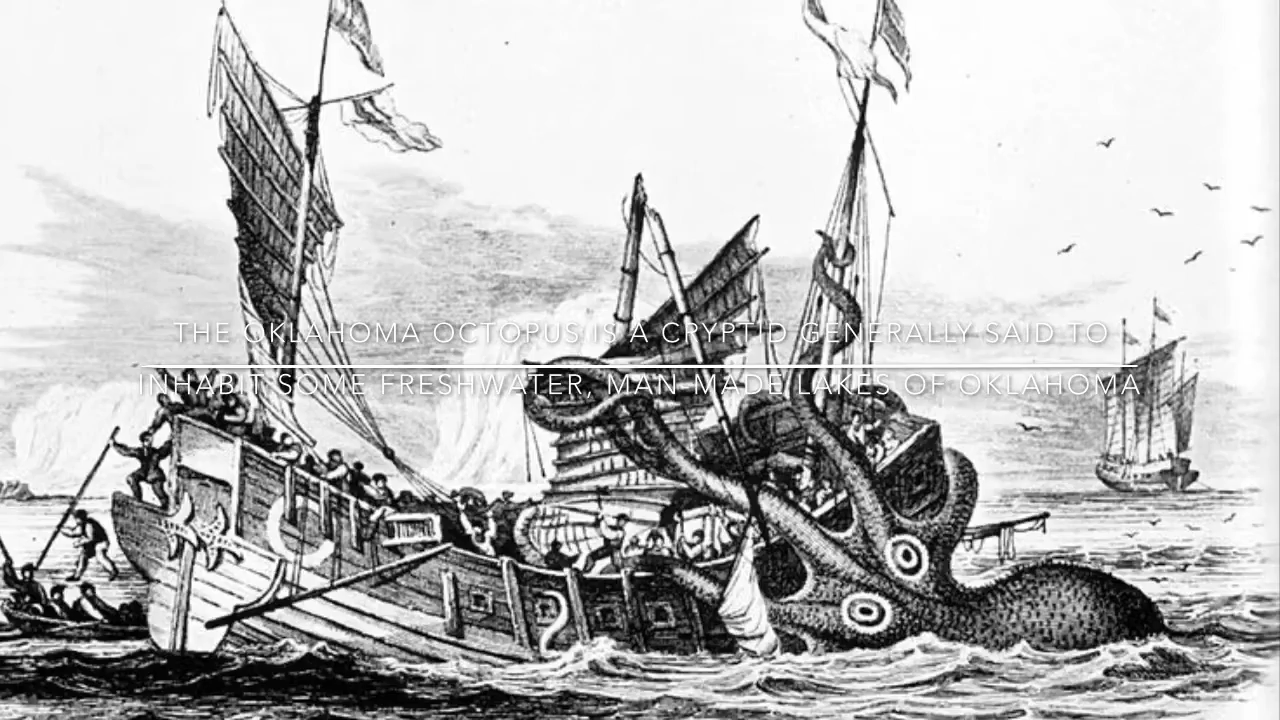 THE OKLAHOMA OCTOPUS IS A CRYPTID GENERALLY SAID TO
INHABIT SOME FRESHWATER, MAN-MADE LAKES OF OKLAHOMA